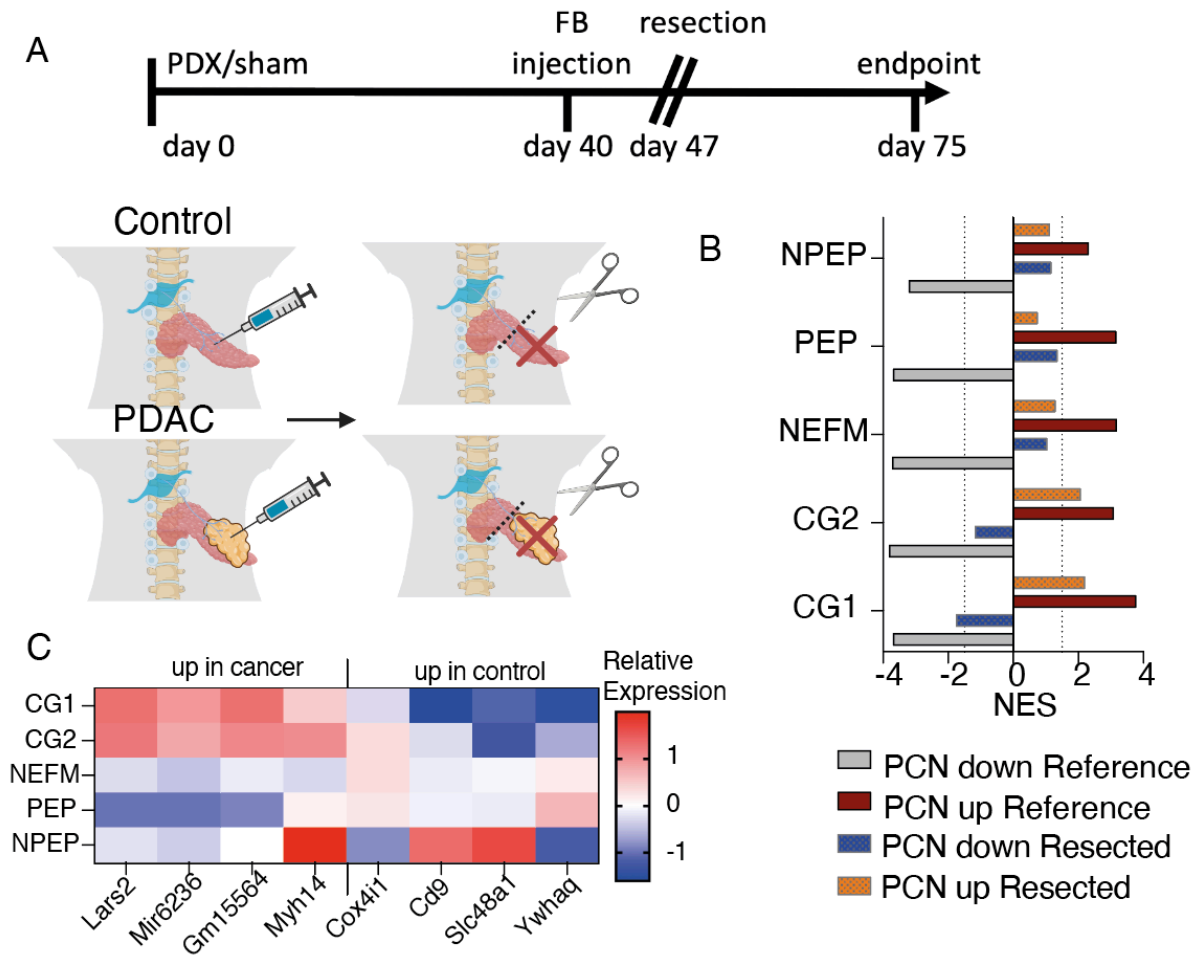 A
FB
resection
PDX/sham
injection
endpoint
day 0
day 40
day 47
day 75
Control
PDAC
B
NPEP
PEP
NEFM
CG2
CG1
-4
-2
0
2
4
NES
PCN down Reference
PCN up Reference
PCN down Resected
PCN up Resected
C
up in cancer
up in control
Relative
Expression
CG1
CG2
NEFM
PEP
NPEP
1
0
-1
Lars2
Mir6236
Gm15564
Myh14
Cox4i1
Cd9
Slc48a1
Ywhaq